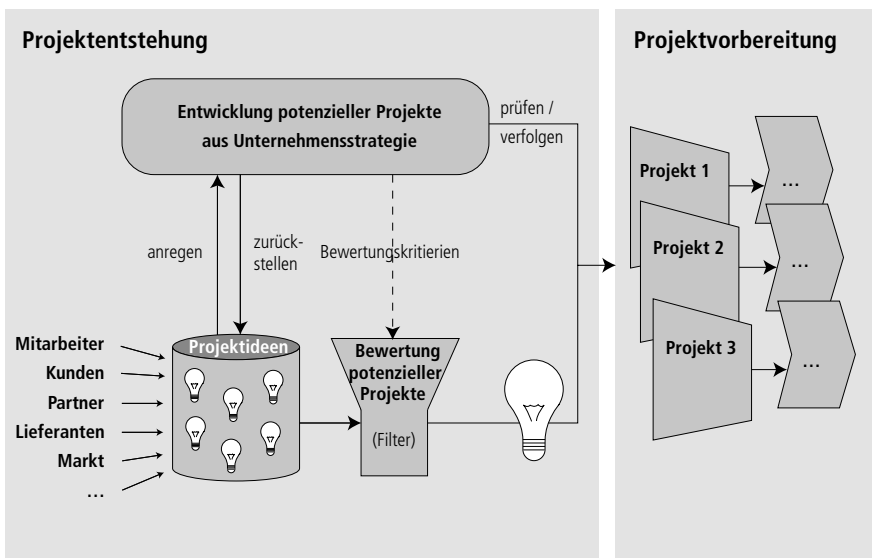 Projektentstehung
Projektvorbereitung
Entwicklung potenzieller Projekte
aus Unternehmensstrategie
prüfen /
verfolgen
anregen
zurück-
stellen
Bewertungskritierien
Projekt 1
...
Projekt 2
...
Projekt 3
...
Mitarbeiter
Kunden
Partner
Lieferanten
Markt
...
Projektideen
Bewertung
potenzieller
Projekte
(Filter)